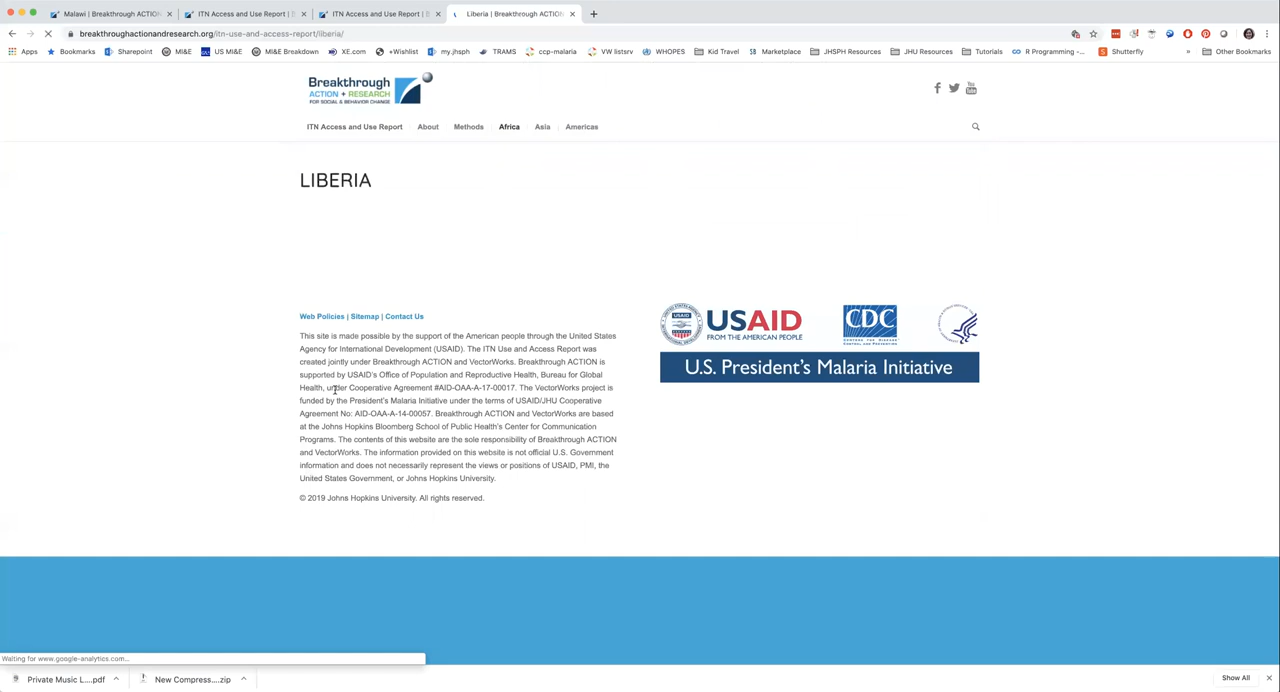 Malawi | Breakthrough ACTION
ITN Access and Use Report | B
ITN Access and Use Report | B
Liberia | Breakthrough ACTION
breakthroughactionandresearch.org/itn-use-and-access-report/liberia/
Apps Bookmarks Sharepoint MI&E US MI&E MI&E Breakdown XE.com +Wishlist my.jhsph TRAMS ccp-malaria VW listsrv WHOPES Kid Travel Marketplace JHSPH Resources JHU Resources Tutorials R Programming -... Shutterfly » Other Bookmarks
Breakthrough
ACTION + RESEARCH
FOR SOCIAL & BEHAVIOR CHANGE
ITN Access and Use Report About Methods Africa Asia Americas
LIBERIA
Web Policies | Sitemap | Contact Us
This site is made possible by the support of the American people through the United States
Agency for International Development (USAID). The ITN Use and Access Report was
created jointly under Breakthrough ACTION and VectorWorks. Breakthrough ACTION is
supported by USAID's Office of Population and Reproductive Health, Bureau for Global
Health, under Cooperative Agreement #AID-OAA-A-17-00017. The VectorWorks project is
funded by the President's Malaria Initiative under the terms of USAID/JHU Cooperative
Agreement No: AID-OAA-A-14-00057. Breakthrough ACTION and VectorWorks are based
at the Johns Hopkins Bloomberg School of Public Health's Center for Communication
Programs. The contents of this website are the sole responsibility of Breakthrough ACTION
and VectorWorks. The information provided on this website is not official U.S. Government
information and does not necessarily represent the views or positions of USAID, PMI, the
United States Government, or Johns Hopkins University.
© 2019 Johns Hopkins University. All rights reserved.
USAID
FROM THE AMERICAN PEOPLE
CDC
U.S. President's Malaria Initiative
Waiting for www.google-analytics.com...
Private Music L....pdf
New Compress....zip
Show All